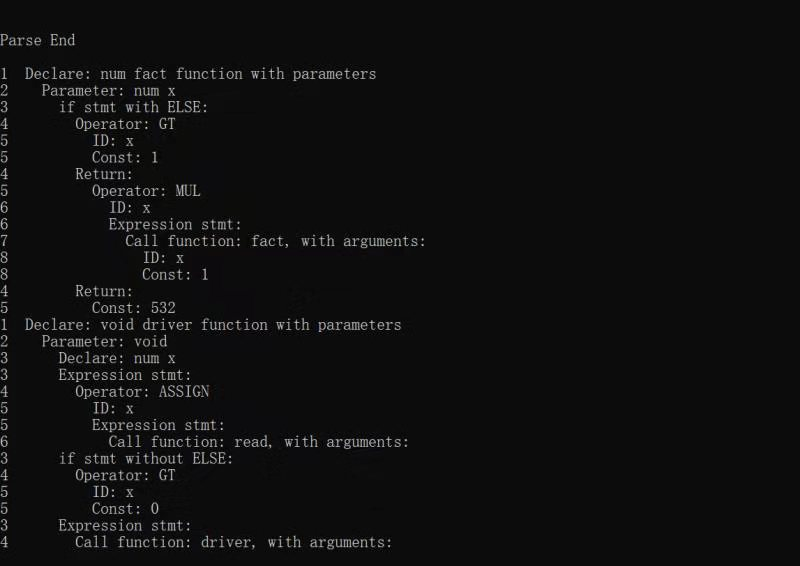 Parse End
1  Declare: num fact function with parameters
2    Parameter: num x
3      if stmt with ELSE:
4        Operator: GT
5          ID: x
5          Const: 1
4        Return:
5          Operator: MUL
6            ID: x
6            Expression stmt:
7              Call function: fact, with arguments:
8                ID: x
8                Const: 1
4        Return:
5          Const: 532
1  Declare: void driver function with parameters
2    Parameter: void
3      Declare: num x
3      Expression stmt:
4        Operator: ASSIGN
5          ID: x
5          Expression stmt:
6            Call function: read, with arguments:
3      if stmt without ELSE:
4        Operator: GT
5          ID: x
5          Const: 0
3      Expression stmt:
4        Call function: driver, with arguments: